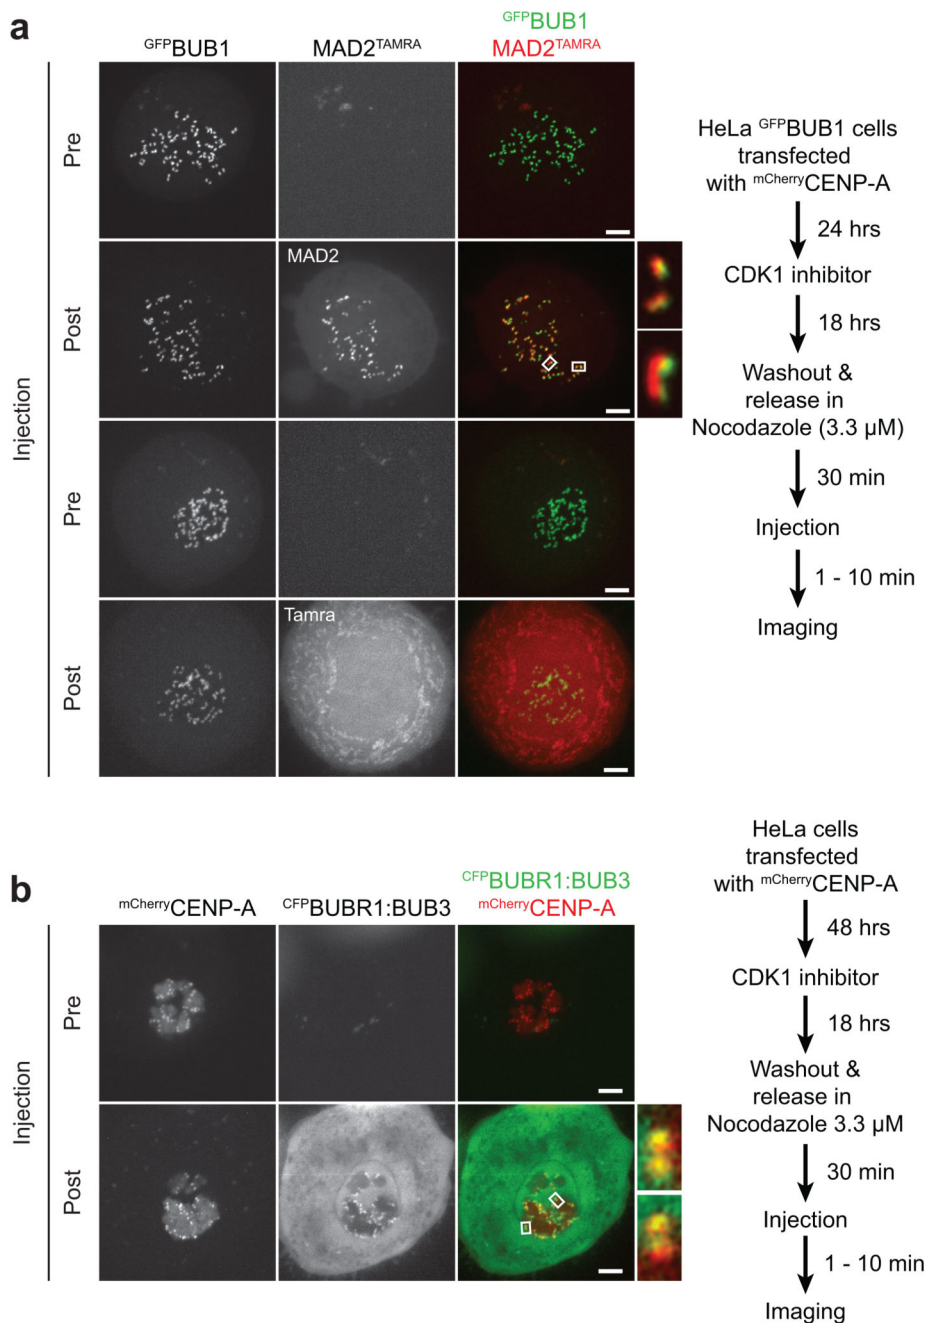 a
GFPBUB1
MAD2TAMRA
GFPBUB1
MAD2TAMRA
Injection
Pre
Post
MAD2
Pre
Post
Tamra
HeLa GFPBUB1 cells
transfected
with mCherryCENP-A
24 hrs
CDK1 inhibitor
18 hrs
Washout &
release in
Nocodazole (3.3 µM)
30 min
Injection
1 - 10 min
Imaging
b
mCherryCENP-A
CFPBUBR1:BUB3
CFPBUBR1:BUB3
mCherryCENP-A
Injection
Pre
Post
HeLa cells
transfected
with mCherryCENP-A
48 hrs
CDK1 inhibitor
18 hrs
Washout &
release in
Nocodazole 3.3 µM
30 min
Injection
1 - 10 min
Imaging